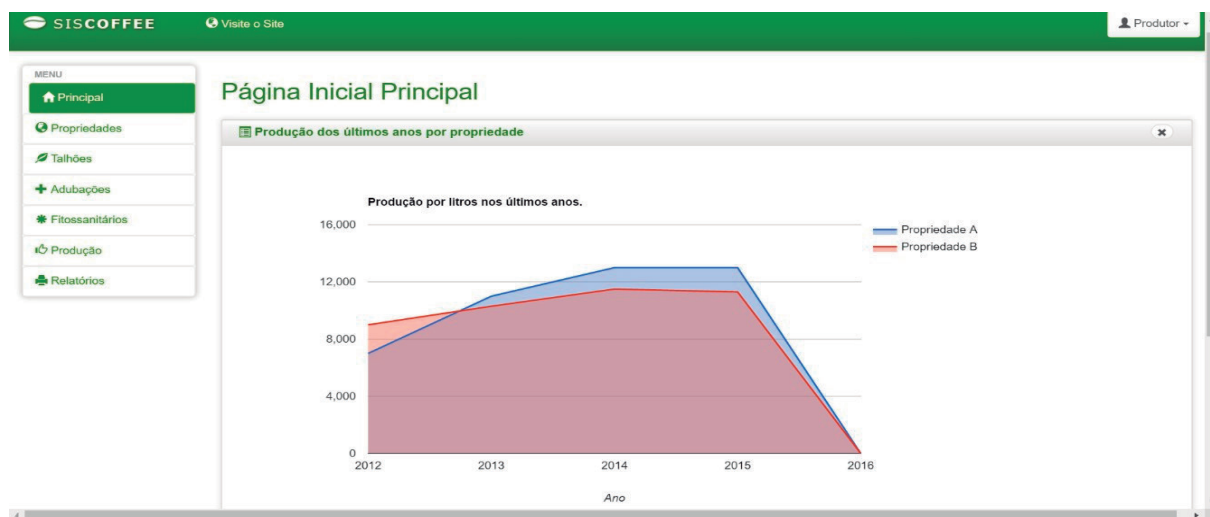 SISCOFFEE
Visite o Site
Produtor
MENU
Principal
Propriedades
Talhões
Adubações
Fitossanitários
Produção
Relatórios
Página Inicial Principal
Produção dos últimos anos por propriedade
Produção por litros nos últimos anos.
16,000
12,000
8,000
4,000
0
2012 2013 2014 2015 2016
Ano
Propriedade A
Propriedade B